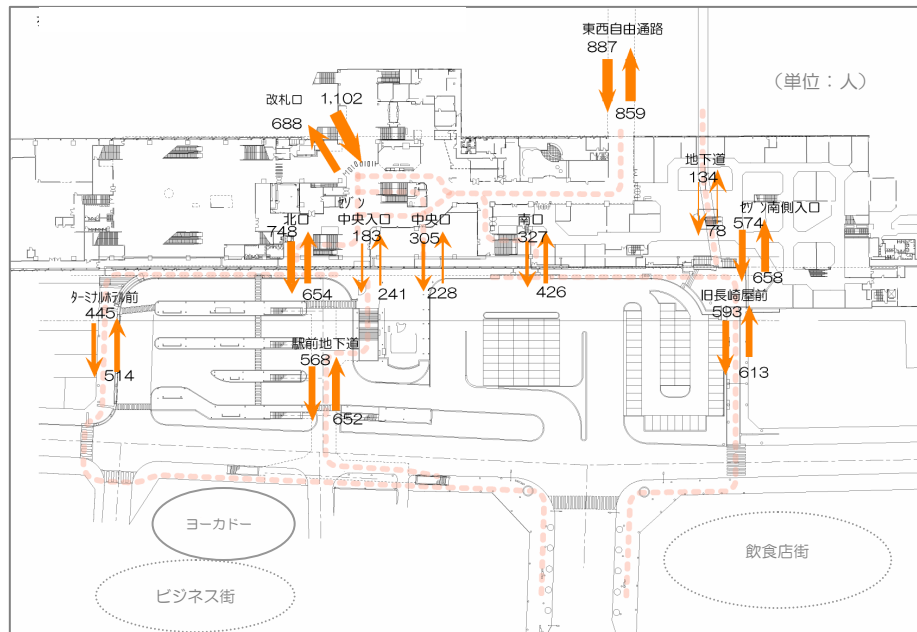 東西自由通路
887
859
(単位:人)
改札口
1,102
688
地下道
134
78
ｾｿﾞﾝ南側入口
574
658
北口
748
654
ｾｿﾞﾝ
中央入口
183
241
中央口
305
228
南口
327
426
ﾀｰﾐﾅﾙﾎﾃﾙ前
445
514
旧長崎屋前
593
613
駅前地下道
568
652
ヨーカドー
ビジネス街
飲食店街